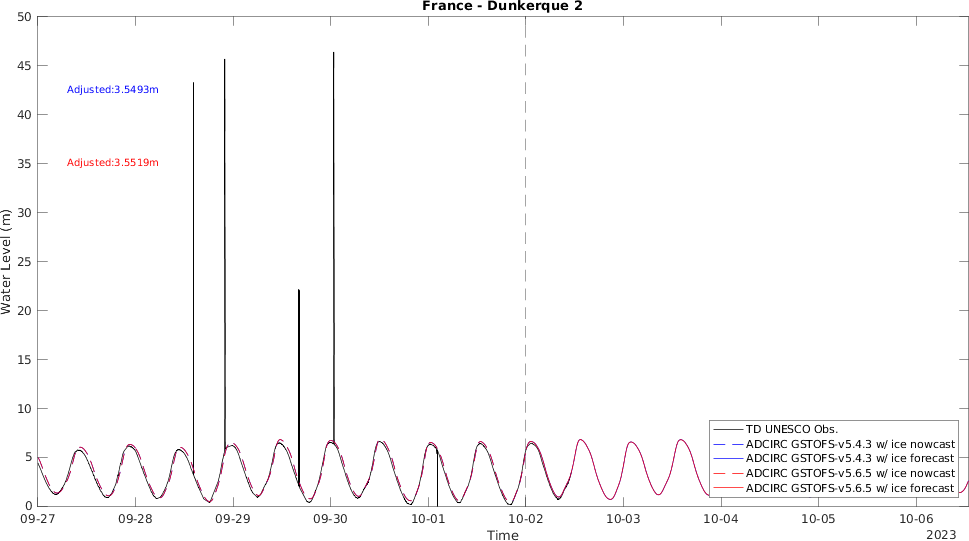 France - Dunkerque 2
50
45
40
35
30
25
20
15
10
5
0
Water Level (m)
Adjusted:3.5493m
Adjusted:3.5519m
TD UNESCO Obs.
ADCIRC GSTOFS-v5.4.3 w/ ice nowcast
ADCIRC GSTOFS-v5.4.3 w/ ice forecast
ADCIRC GSTOFS-v5.6.5 w/ ice nowcast
ADCIRC GSTOFS-v5.6.5 w/ ice forecast
09-27 09-28 09-29 09-30 10-01 10-02 10-03 10-04 10-05 10-06
Time
2023